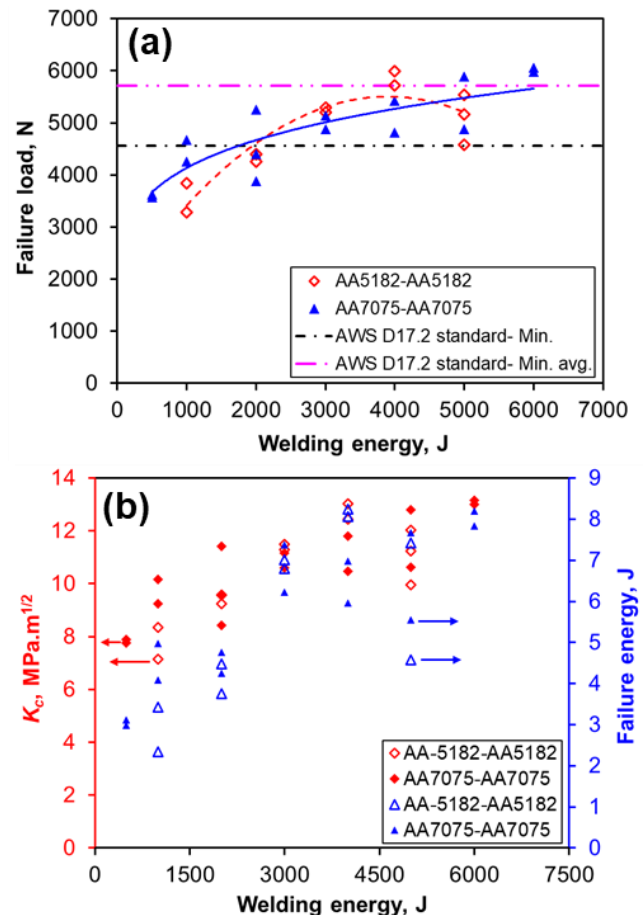 (a)
Failure load, N
7000
6000
5000
4000
3000
2000
1000
0
AA5182-AA5182
AA7075-AA7075
AWS D17.2 standard- Min.
AWS D17.2 standard- Min. avg.
0 1000 2000 3000 4000 5000 6000 7000
Welding energy, J
(b)
Kc, MPa.m1/2
14
12
10
8
6
4
2
0
9
8
7
6
5
4
3
2
1
0
Failure energy, J
AA-5182-AA5182
AA7075-AA7075
AA-5182-AA5182
AA7075-AA7075
0 1500 3000 4500 6000 7500
Welding energy, J